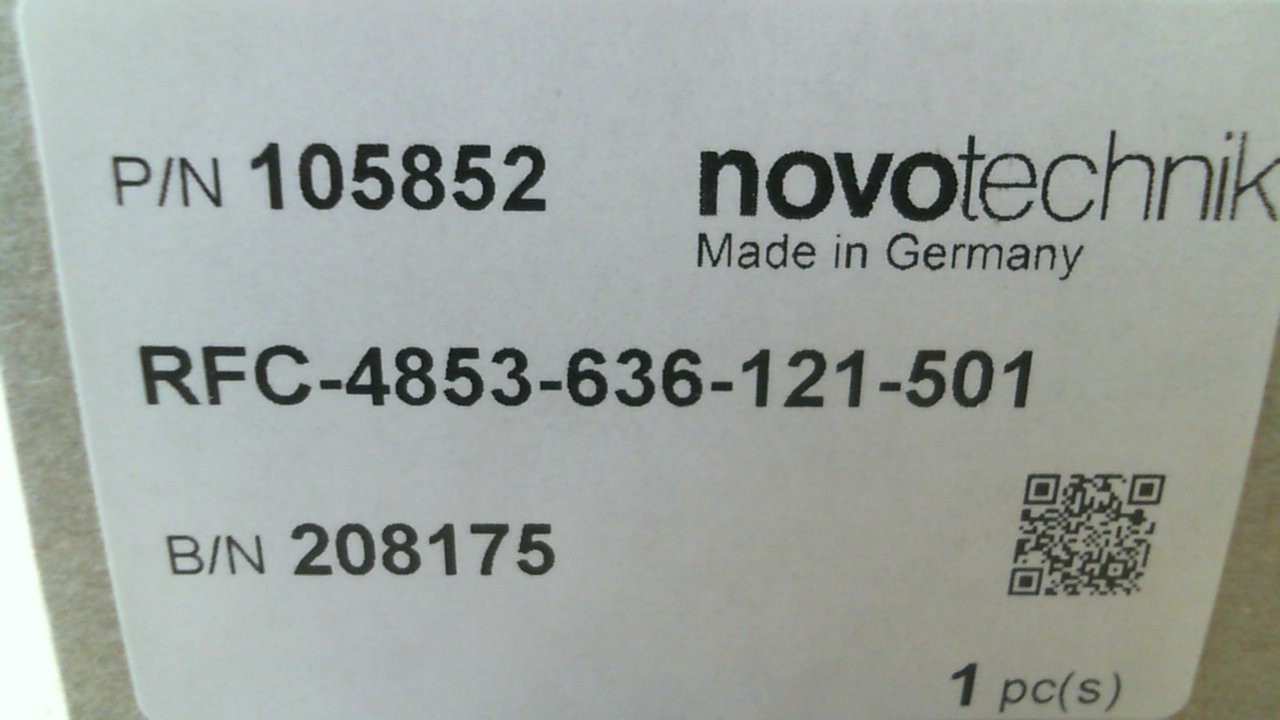 P/N 105852
novotechnik
Made in Germany
RFC-4853-636-121-501
B/N 208175
1 pc(s)